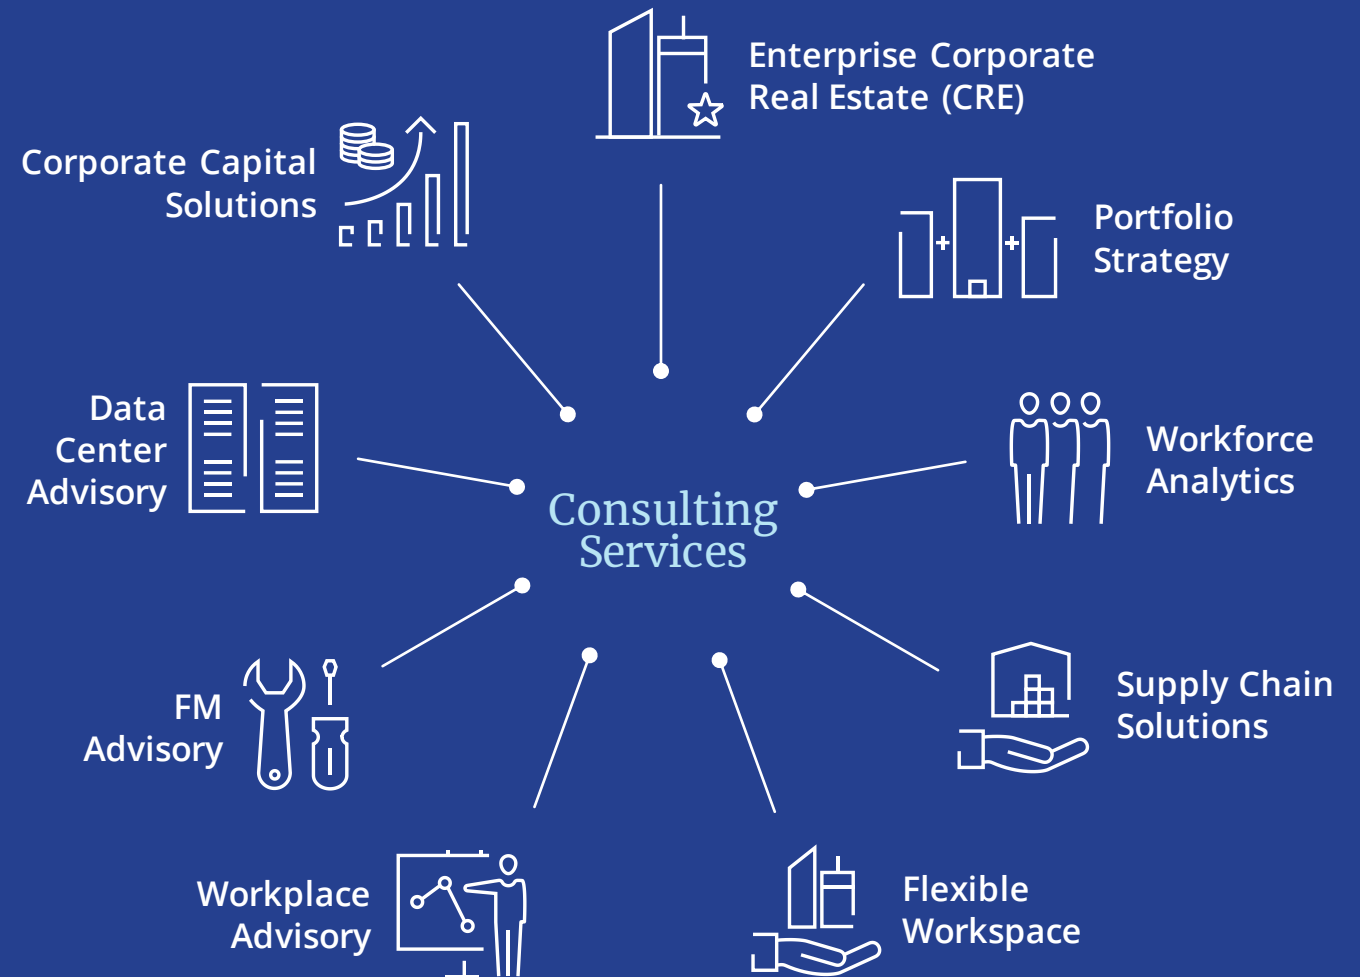 Enterprise Corporate
Real Estate (CRE)
Corporate Capital
Solutions
Portfolio
Strategy
Data
Center
Advisory
Workforce
Analytics
Consulting
Services
FM
Advisory
Supply Chain
Solutions
Workplace
Advisory
Flexible
Workspace